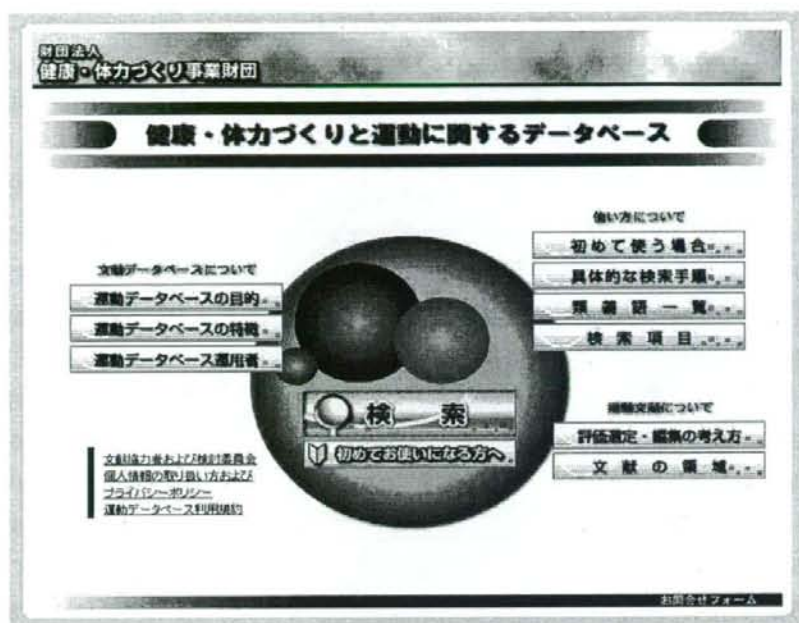 財団法人
健康・体力づくり事業財団
健康・体力づくりと運動に関するデータベース
文献データベースについて
運動データベースの目的
運動データベースの特徴
運動データベース運用者
使い方について
初めて使う場合
具体的な検索手順
類義語一覧
検索項目
検索
初めてお使いになる方へ
文献について
評価選定・編集の考え方
文献の領域
文献協力者および検討委員会
個人情報の取り扱い方および
プライバシーポリシー
運動データベース利用規約
お問合せフォーム